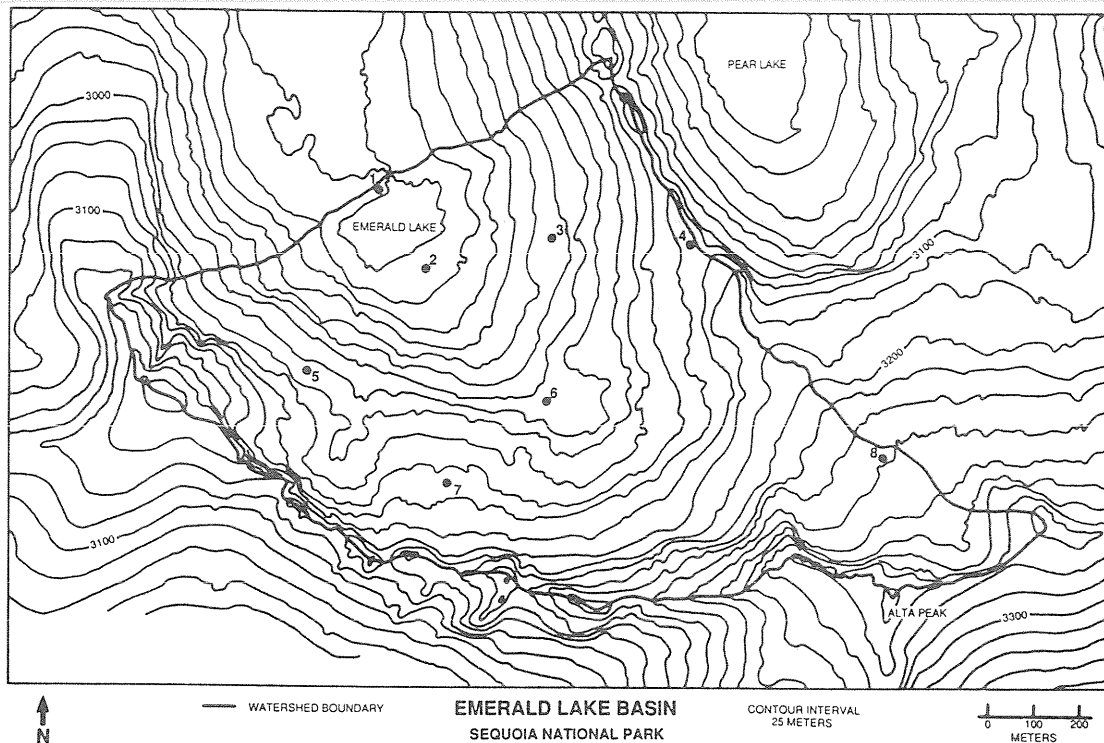 PEAR LAKE
3000
1
3100
EMERALD LAKE
3
4
2
3100
3200
5
6
8
7
3100
ALTA PEAK
3300
N
WATERSHED BOUNDARY
EMERALD LAKE BASIN
SEQUOIA NATIONAL PARK
CONTOUR INTERVAL
25 METERS
0 100 200
METERS